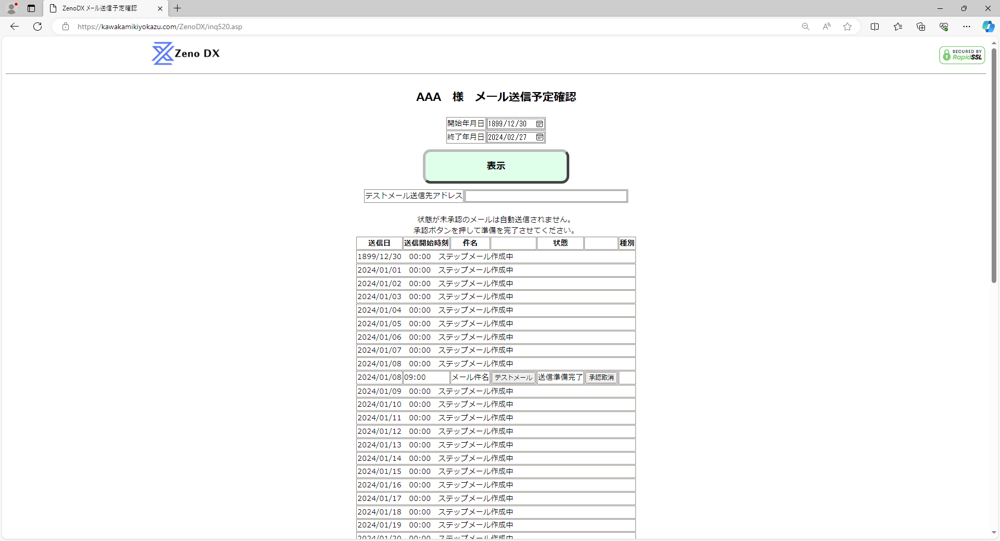 ZenoDX メール送信予定確認
https://kawakamikiyokazu.com/ZenoDX/inq520.asp
Zeno DX
SECURED BY
RapidSSL
AAA　様　メール送信予定確認
開始年月日 1899/12/30
終了年月日 2024/02/27
表示
テストメール送信先アドレス
状態が未承認のメールは自動送信されません。
承認ボタンを押して準備を完了させてください。
送信日 送信開始時刻 件名 状態 種別
1899/12/30　00:00　ステップメール作成中
2024/01/01　00:00　ステップメール作成中
2024/01/02　00:00　ステップメール作成中
2024/01/03　00:00　ステップメール作成中
2024/01/04　00:00　ステップメール作成中
2024/01/05　00:00　ステップメール作成中
2024/01/06　00:00　ステップメール作成中
2024/01/07　00:00　ステップメール作成中
2024/01/08　00:00　ステップメール作成中
2024/01/08 09:00 メール件名 テストメール 送信準備完了 承認取消
2024/01/09　00:00　ステップメール作成中
2024/01/10　00:00　ステップメール作成中
2024/01/11　00:00　ステップメール作成中
2024/01/12　00:00　ステップメール作成中
2024/01/13　00:00　ステップメール作成中
2024/01/14　00:00　ステップメール作成中
2024/01/15　00:00　ステップメール作成中
2024/01/16　00:00　ステップメール作成中
2024/01/17　00:00　ステップメール作成中
2024/01/18　00:00　ステップメール作成中
2024/01/19　00:00　ステップメール作成中
2024/01/20　00:00　ステップメール作成中